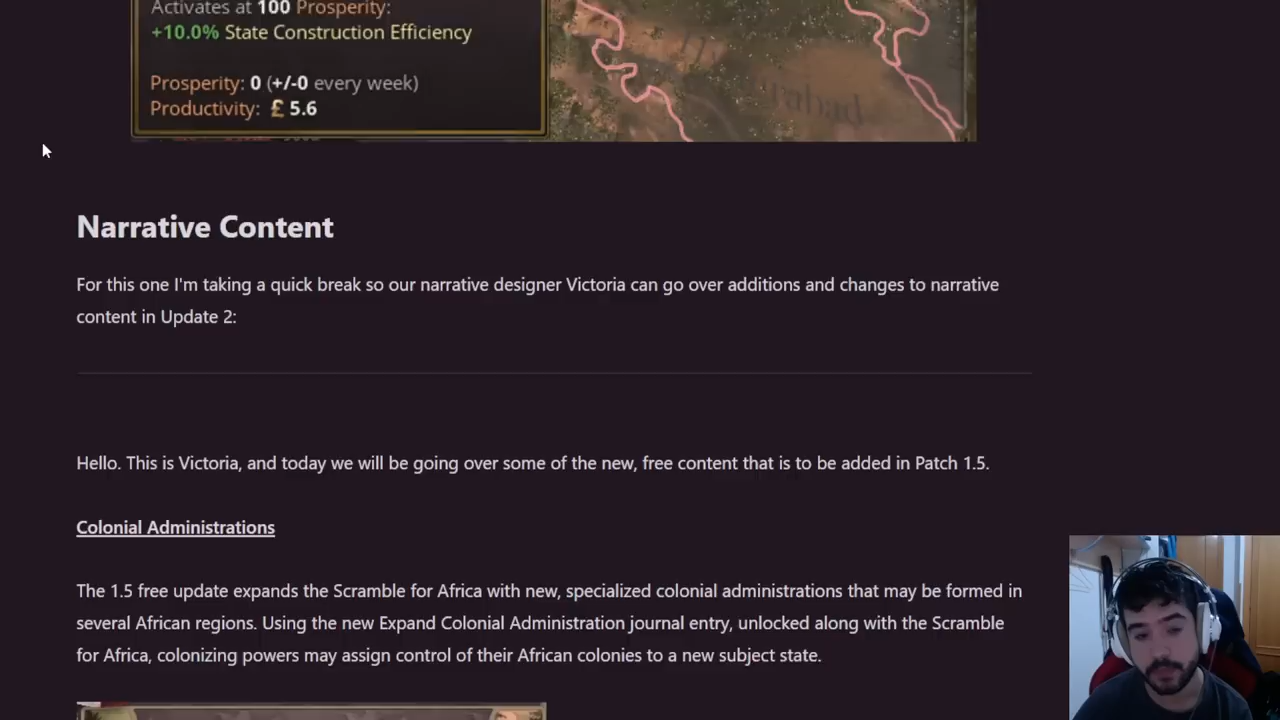 Activates at 100 Prosperity:
+10.0% State Construction Efficiency
Prosperity: 0 (+/-0 every week)
Productivity: £ 5.6
Narrative Content
For this one I'm taking a quick break so our narrative designer Victoria can go over additions and changes to narrative
content in Update 2:
Hello. This is Victoria, and today we will be going over some of the new, free content that is to be added in Patch 1.5.
Colonial Administrations
The 1.5 free update expands the Scramble for Africa with new, specialized colonial administrations that may be formed in
several African regions. Using the new Expand Colonial Administration journal entry, unlocked along with the Scramble
for Africa, colonizing powers may assign control of their African colonies to a new subject state.